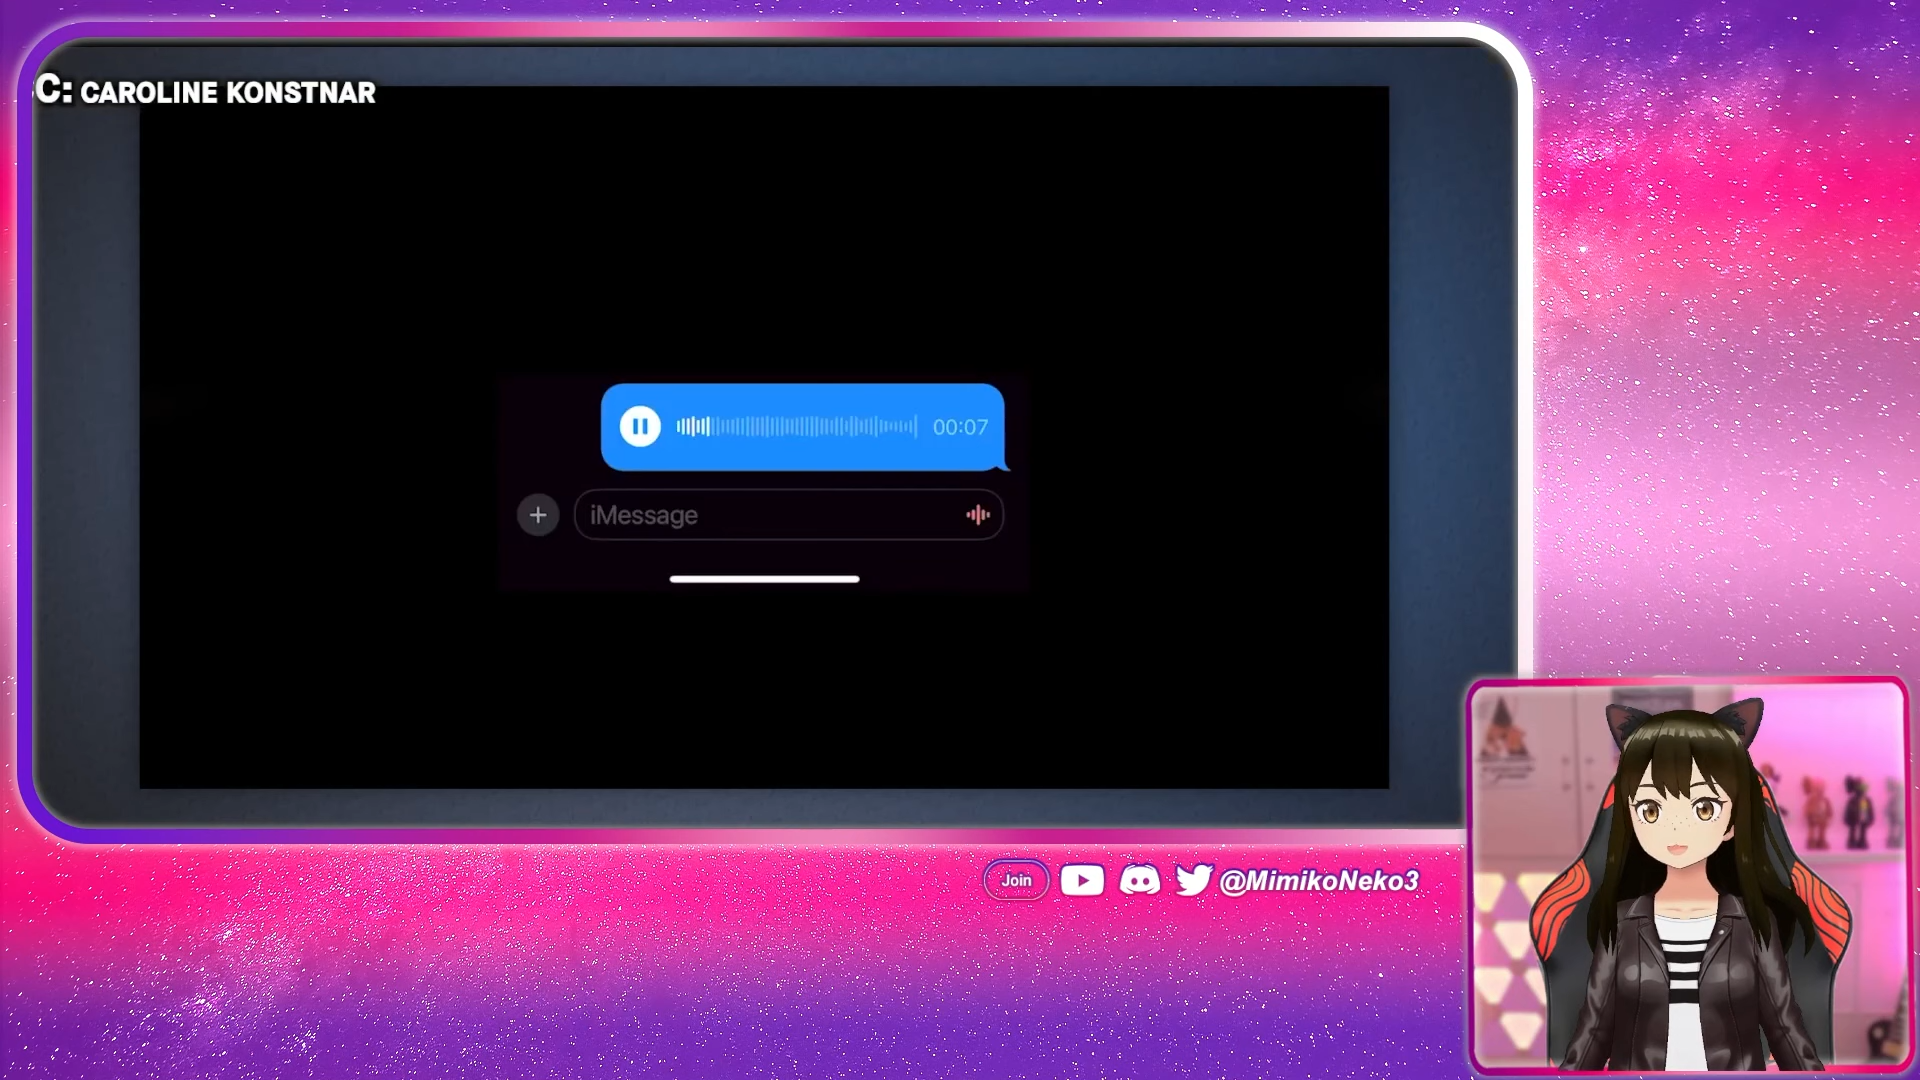 C: CAROLINE KONSTNAR
00:07
iMessage
Join
@MimikoNeko3